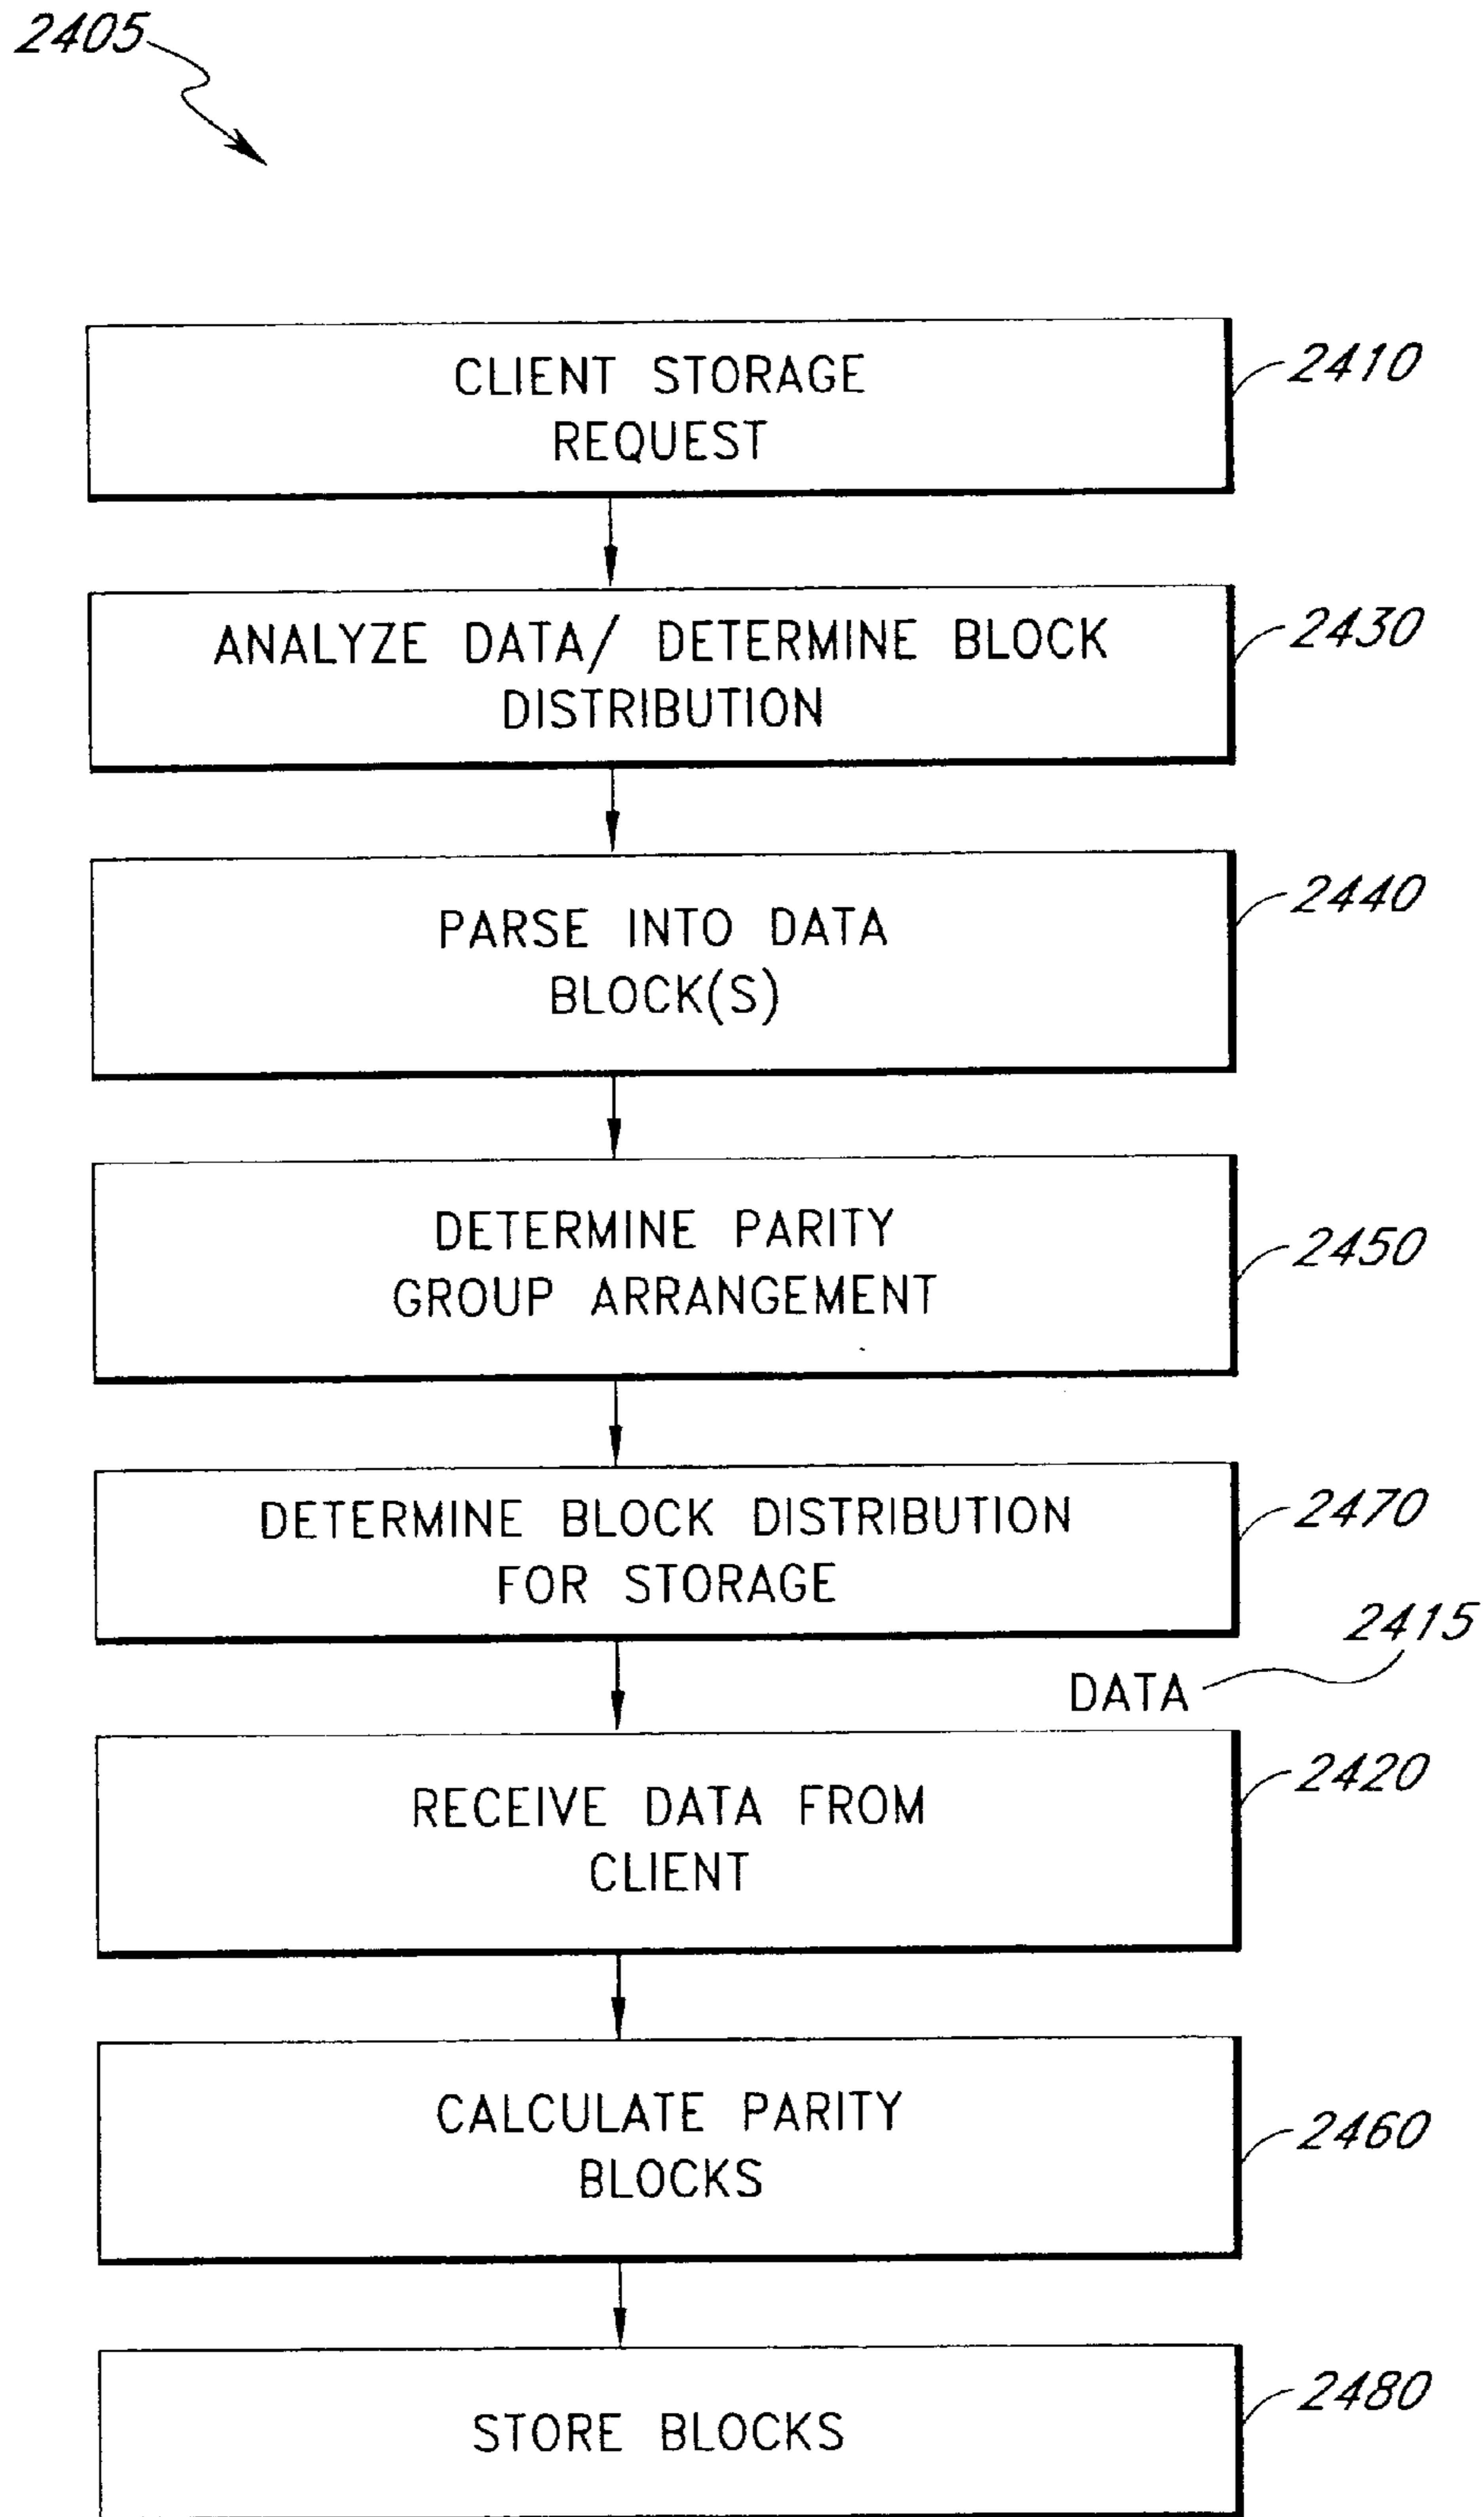 2405
CLIENT STORAGE
REQUEST
2410
ANALYZE DATA/ DETERMINE BLOCK
DISTRIBUTION
2430
PARSE INTO DATA
BLOCK(S)
2440
DETERMINE PARITY
GROUP ARRANGEMENT
2450
DETERMINE BLOCK DISTRIBUTION
FOR STORAGE
2470
2415
DATA
RECEIVE DATA FROM
CLIENT
2420
CALCULATE PARITY
BLOCKS
2460
STORE BLOCKS
2480